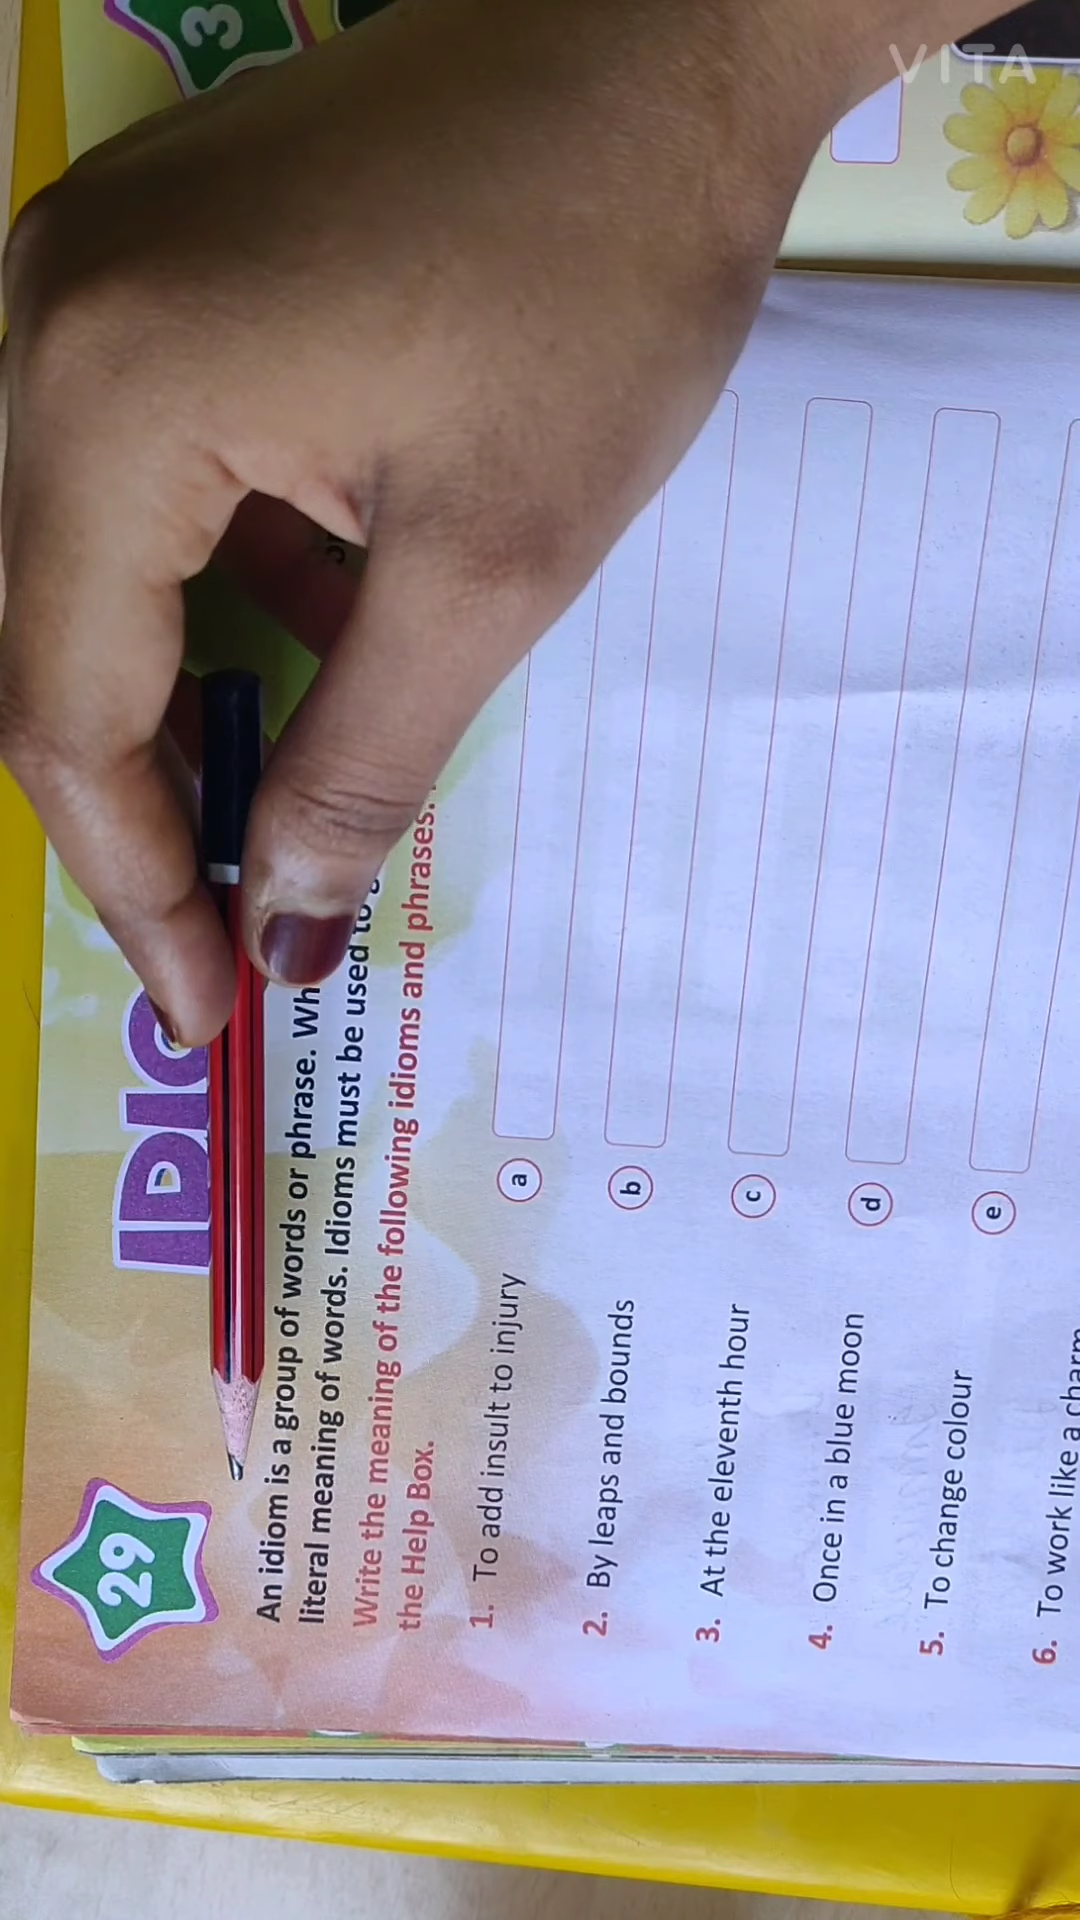 VITA
3
29
IDIO
An idiom is a group of words or phrase. Wh
literal meaning of words. Idioms must be used to
Write the meaning of the following idioms and phrases.
the Help Box.
1. To add insult to injury a
2. By leaps and bounds b
3. At the eleventh hour c
4. Once in a blue moon d
5. To change colour e
6. To work like a charm